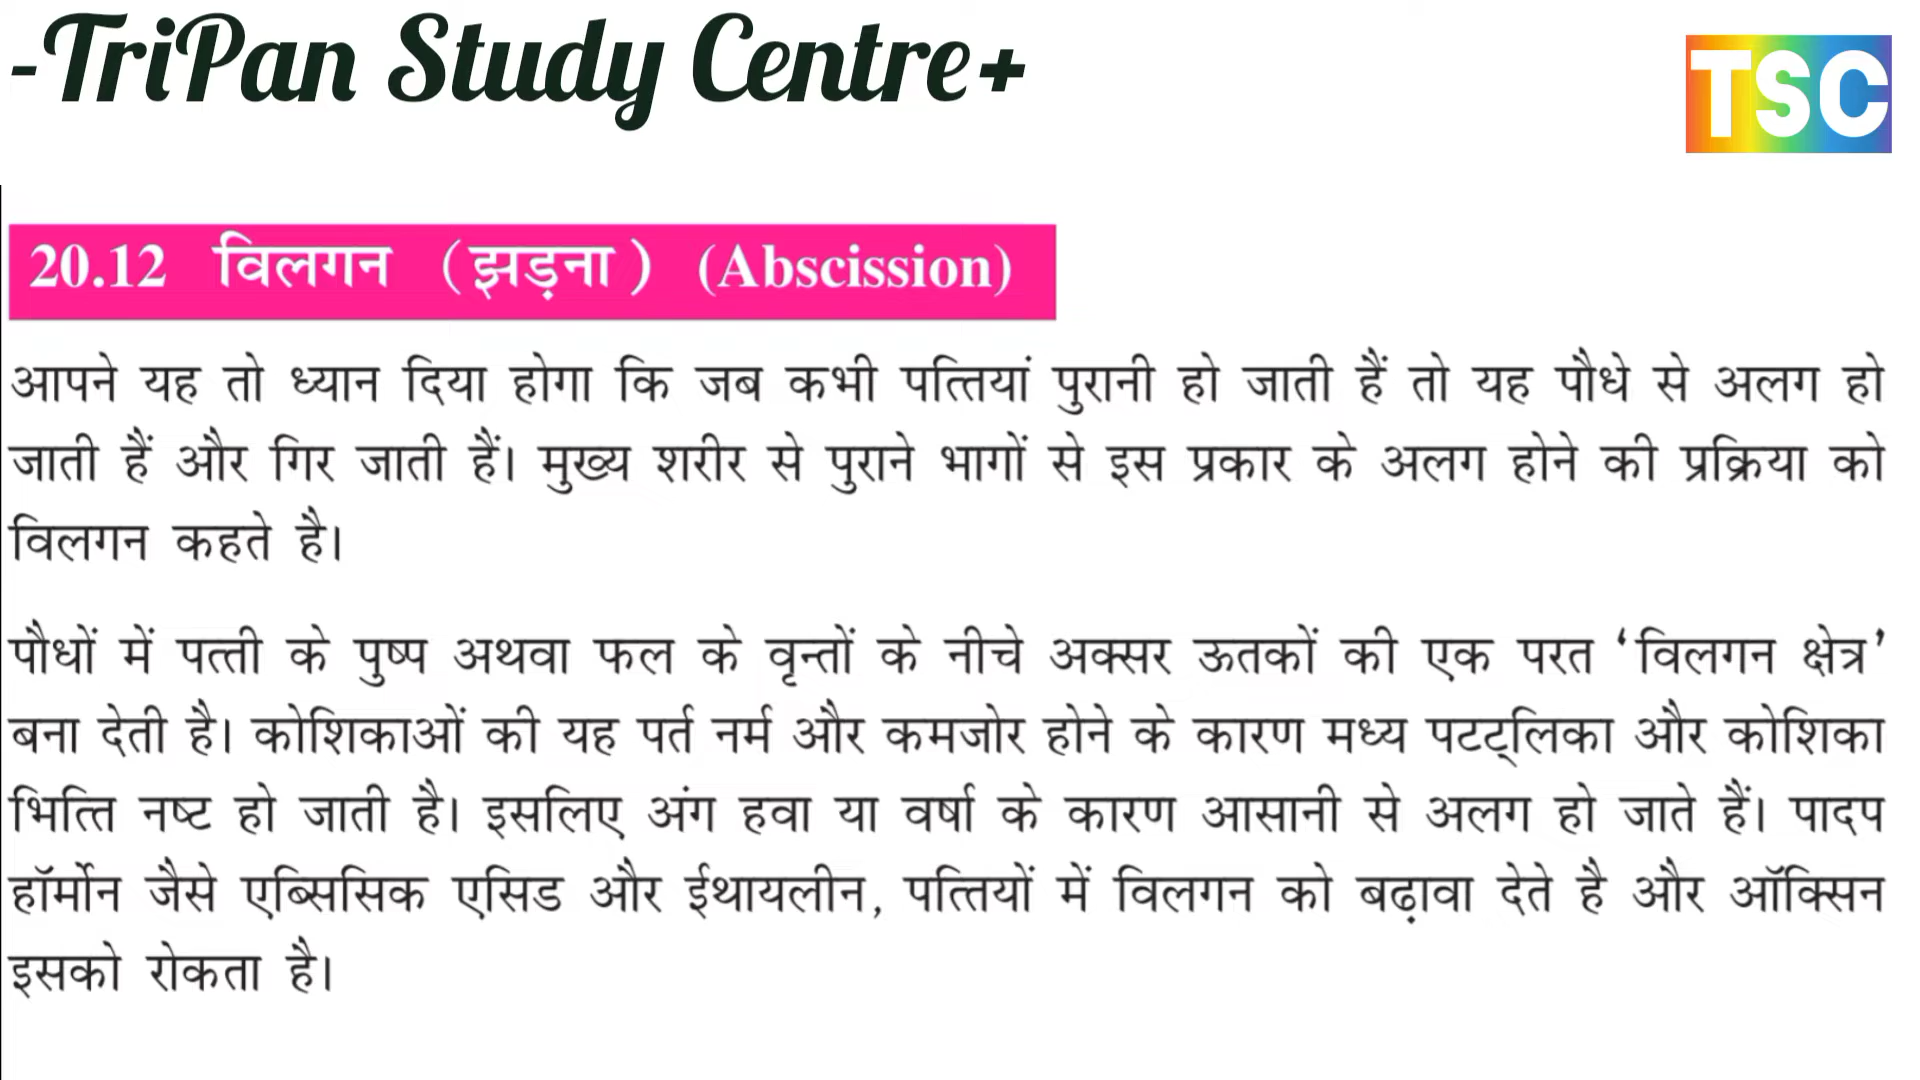 -TriPan Study Centre+
TSC
20.12 विलगन (झड़ना) (Abscission)
आपने यह तो ध्यान दिया होगा कि जब कभी पत्तियां पुरानी हो जाती हैं तो यह पौधे से अलग हो
जाती हैं और गिर जाती हैं। मुख्य शरीर से पुराने भागों से इस प्रकार के अलग होने की प्रक्रिया को
विलगन कहते है।
पौधों में पत्ती के पुष्प अथवा फल के वृन्तों के नीचे अक्सर ऊतकों की एक परत ‘विलगन क्षेत्र’
बना देती है। कोशिकाओं की यह पर्त नर्म और कमजोर होने के कारण मध्य पटट्लिका और कोशिका
भित्ति नष्ट हो जाती है। इसलिए अंग हवा या वर्षा के कारण आसानी से अलग हो जाते हैं। पादप
हॉर्मोन जैसे एब्सिसिक एसिड और ईथायलीन, पत्तियों में विलगन को बढ़ावा देते है और ऑक्सिन
इसको रोकता है।